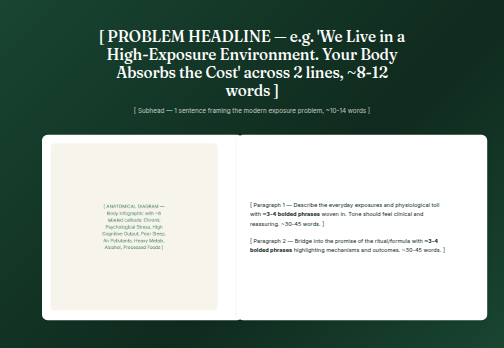 [ PROBLEM HEADLINE — e.g. 'We Live in a
High-Exposure Environment. Your Body
Absorbs the Cost' across 2 lines, ~8-12
words ]
[ Subhead — 1 sentence framing the modern exposure problem, ~10-14 words ]
[ ANATOMICAL DIAGRAM —
Body infographic with ~8
labeled callouts: Chronic
Psychological Stress, High
Cognitive Output, Poor Sleep,
Air Pollutants, Heavy Metals,
Alcohol, Processed Foods ]
[ Paragraph 1 — Describe the everyday exposures and physiological toll
with ~3-4 bolded phrases woven in. Tone should feel clinical and
reassuring. ~30-45 words. ]
[ Paragraph 2 — Bridge into the promise of the ritual/formula with ~3-4
bolded phrases highlighting mechanisms and outcomes. ~30-45 words. ]